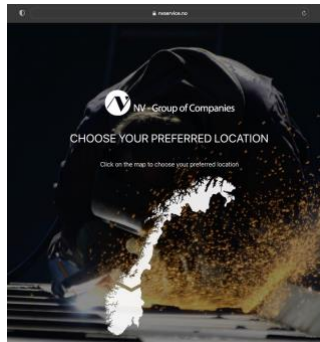 nvservice.no
NV - Group of Companies
CHOOSE YOUR PREFERRED LOCATION
Click on the map to choose your preferred location